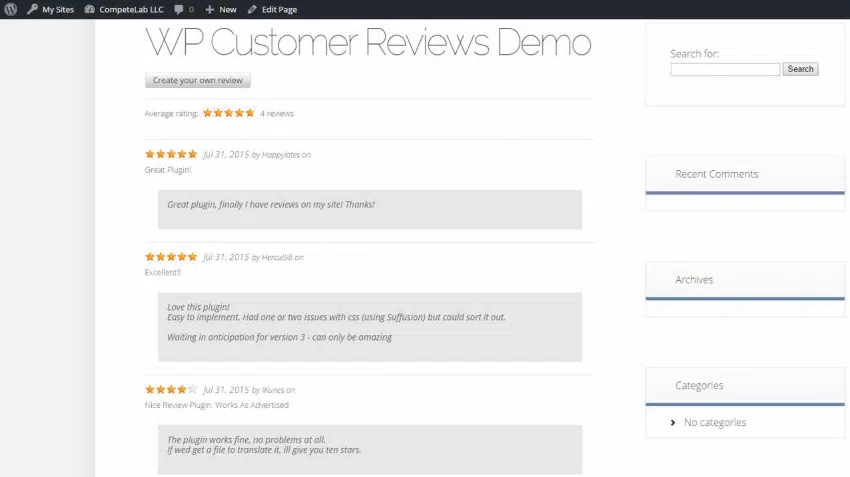 My Sites CompeteLab LLC 0 New Edit Page
WP Customer Reviews Demo
Create your own review
Average rating: 4 reviews
Jul 31, 2015 by Happylates on
Great Plugin!
Great plugin, finally I have reviews on my site! Thanks!
Jul 31, 2015 by Hercul56 on
Excellent!!
Love this plugin!
Easy to implement. Had one or two issues with css (using Suffusion) but could sort it out.
Waiting in anticipation for version 3 - can only be amazing
Jul 31, 2015 by IKunes on
Nice Review Plugin. Works As Advertised
The plugin works fine, no problems at all.
If wed get a file to translate it, ill give you ten stars.
Search for:
Search
Recent Comments
Archives
Categories
No categories